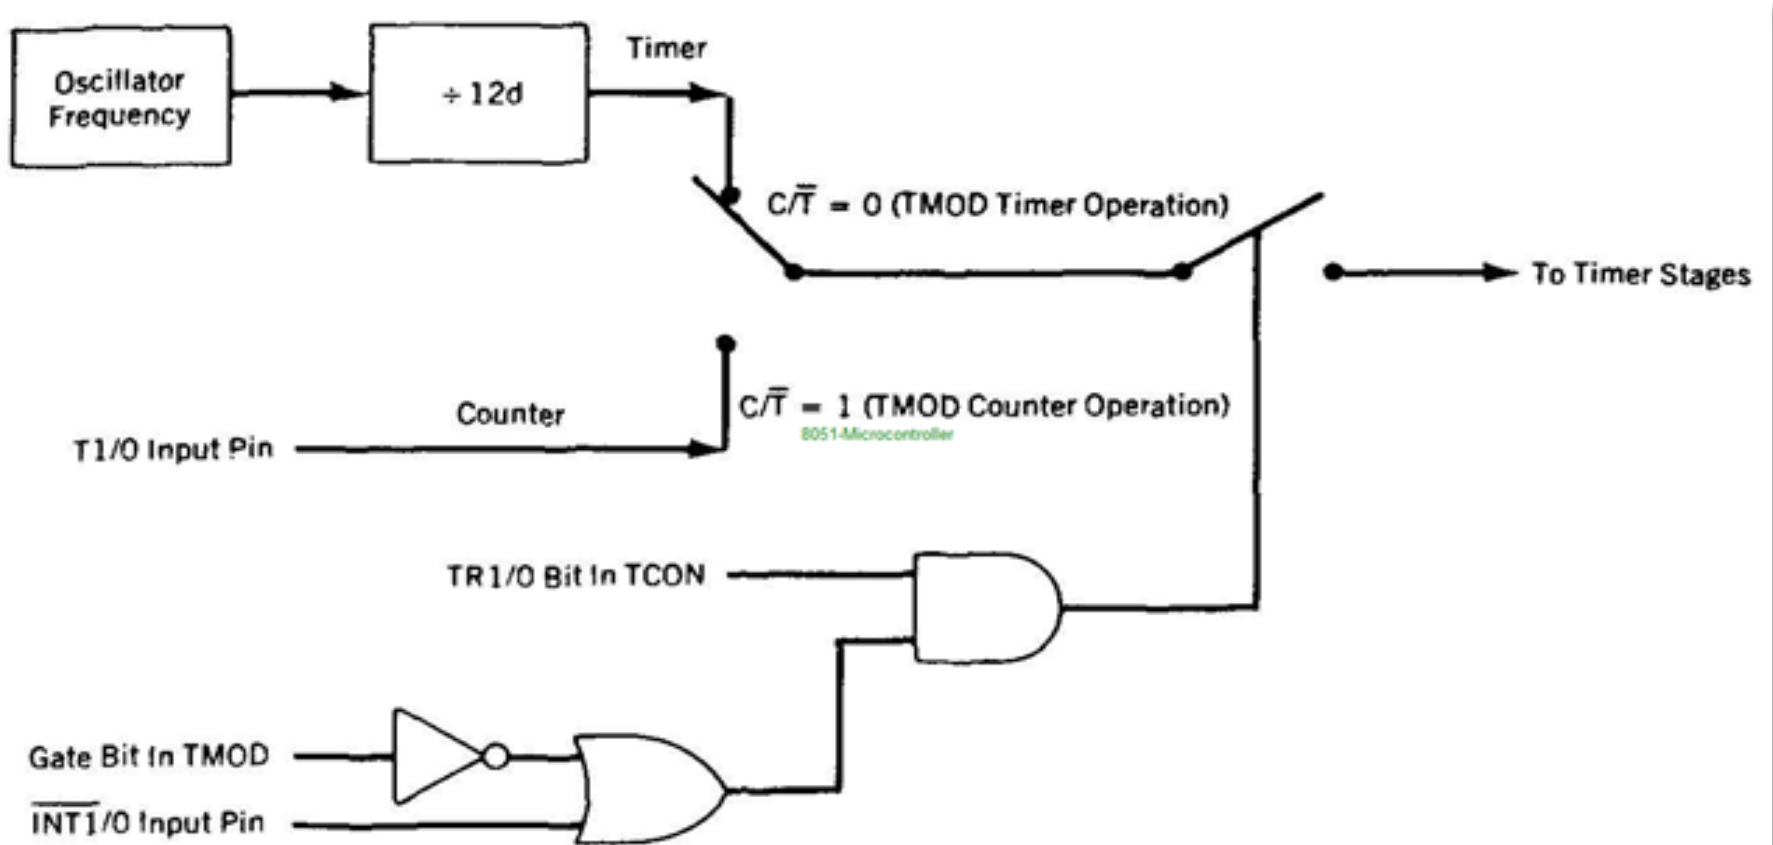 Oscillator
Frequency
÷ 12d
Timer
C/T̅ = 0 (TMOD Timer Operation)
To Timer Stages
Counter
C/T̅ = 1 (TMOD Counter Operation)
8051-Microcontroller
T1/0 Input Pin
TR1/0 Bit In TCON
Gate Bit In TMOD
I̅N̅T̅1̅/0 Input Pin